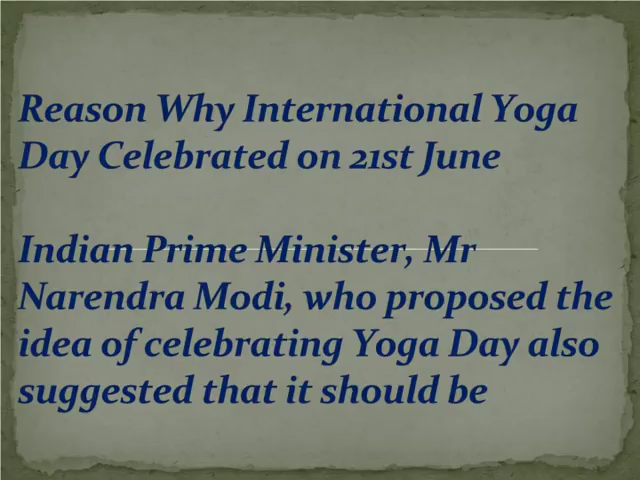 Reason Why International Yoga
Day Celebrated on 21st June
Indian Prime Minister, Mr
Narendra Modi, who proposed the
idea of celebrating Yoga Day also
suggested that it should be